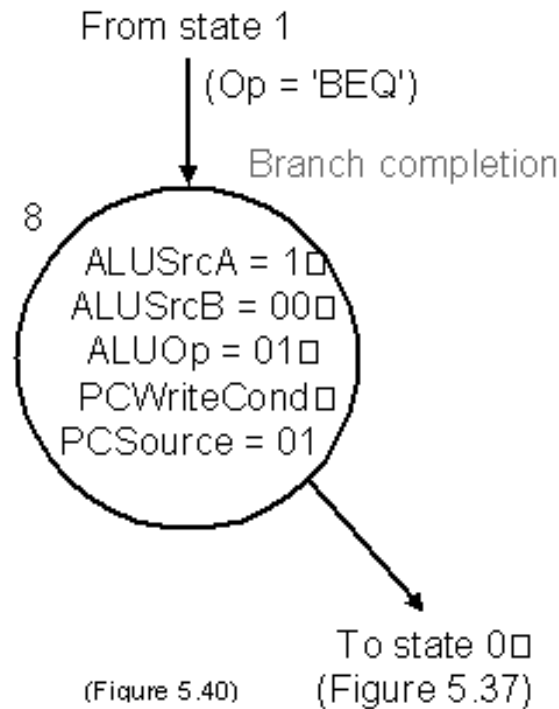 From state 1
(Op = 'BEQ')
Branch completion
8
ALUSrcA = 1□
ALUSrcB = 00□
ALUOp = 01□
PCWriteCond□
PCSource = 01
To state 0□
(Figure 5.40) (Figure 5.37)